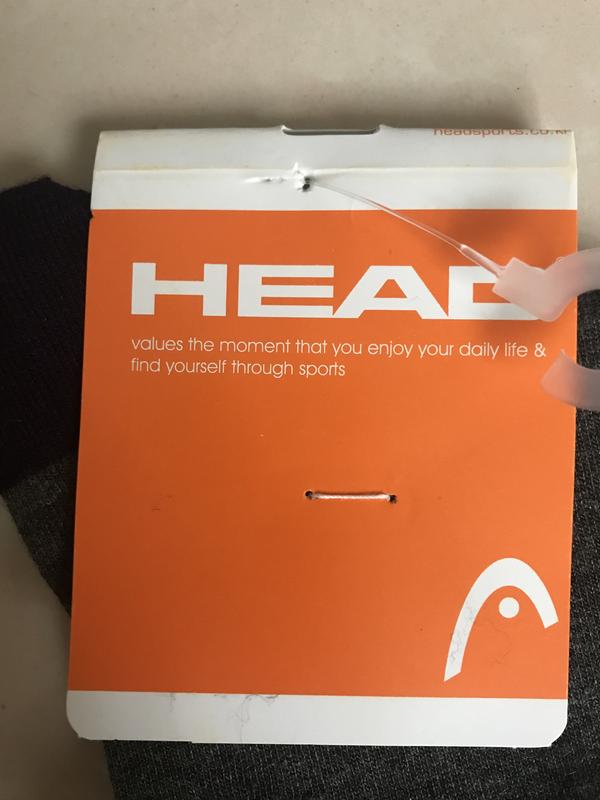 headsports.co.kr
HEAD
values the moment that you enjoy your daily life &
find yourself through sports